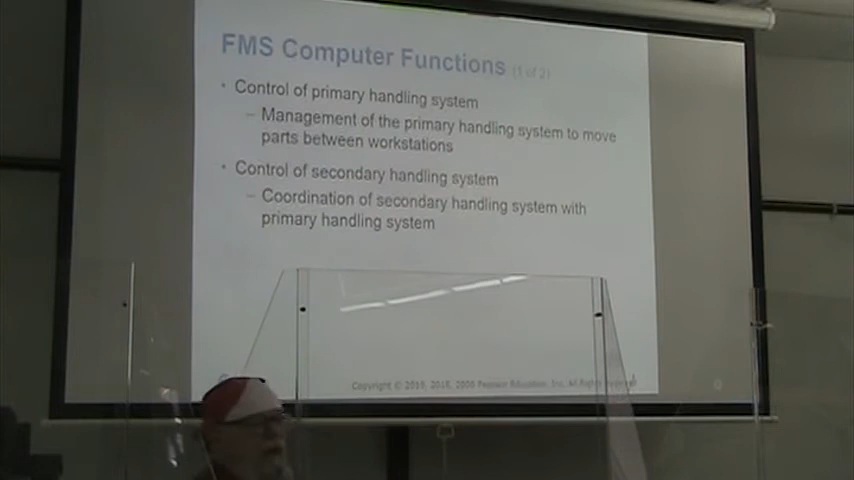 FMS Computer Functions (1 of 2)
• Control of primary handling system
– Management of the primary handling system to move
parts between workstations
• Control of secondary handling system
– Coordination of secondary handling system with
primary handling system
Copyright © 2015, 2008 Pearson Education, Inc. All Rights Reserved